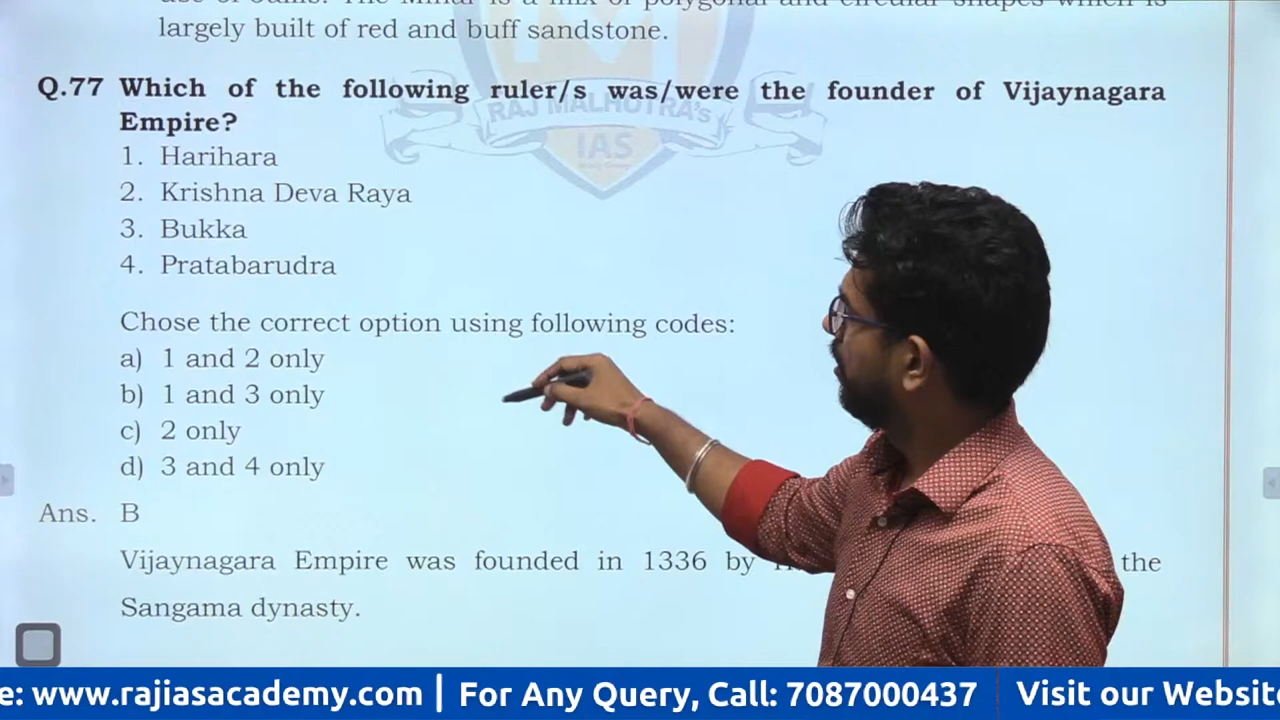 largely built of red and buff sandstone.
RAJ MALHOTRA's
IAS
Q.77 Which of the following ruler/s was/were the founder of Vijaynagara
Empire?
1. Harihara
2. Krishna Deva Raya
3. Bukka
4. Pratabarudra
Chose the correct option using following codes:
a) 1 and 2 only
b) 1 and 3 only
c) 2 only
d) 3 and 4 only
Ans. B
Vijaynagara Empire was founded in 1336 by the
Sangama dynasty.
e: www.rajiasacademy.com | For Any Query, Call: 7087000437 Visit our Website